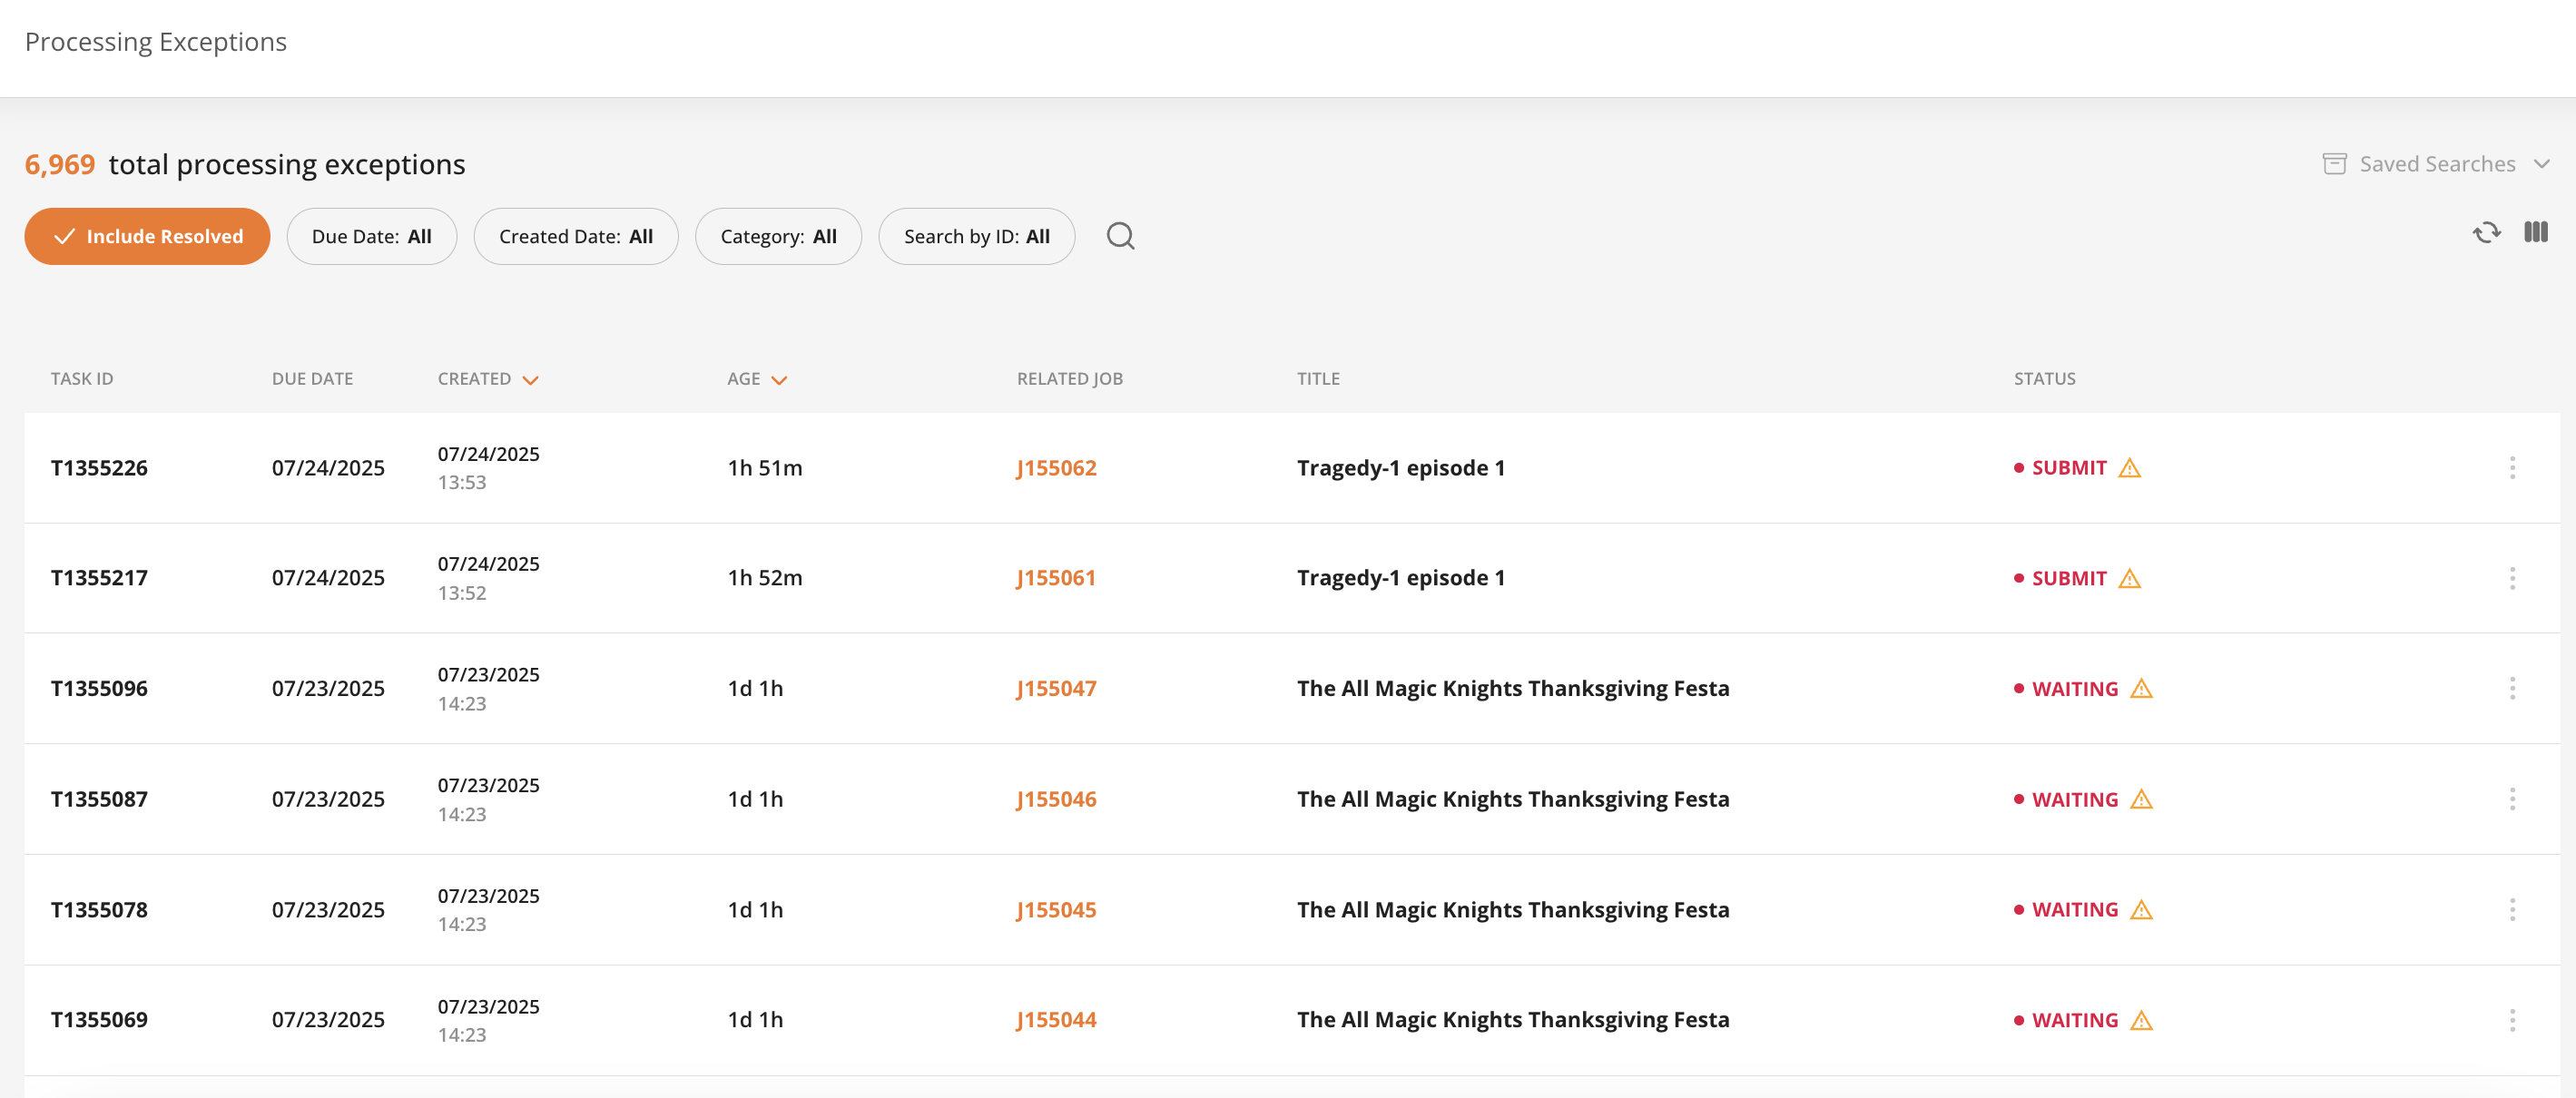 Processing Exceptions
6,969 total processing exceptions
Saved Searches
Include Resolved
Due Date: All
Created Date: All
Category: All
Search by ID: All
TASK ID DUE DATE CREATED AGE RELATED JOB TITLE STATUS
T1355226 07/24/2025 07/24/2025 1h 51m J155062 Tragedy-1 episode 1 SUBMIT
13:53
T1355217 07/24/2025 07/24/2025 1h 52m J155061 Tragedy-1 episode 1 SUBMIT
13:52
T1355096 07/23/2025 07/23/2025 1d 1h J155047 The All Magic Knights Thanksgiving Festa WAITING
14:23
T1355087 07/23/2025 07/23/2025 1d 1h J155046 The All Magic Knights Thanksgiving Festa WAITING
14:23
T1355078 07/23/2025 07/23/2025 1d 1h J155045 The All Magic Knights Thanksgiving Festa WAITING
14:23
T1355069 07/23/2025 07/23/2025 1d 1h J155044 The All Magic Knights Thanksgiving Festa WAITING
14:23